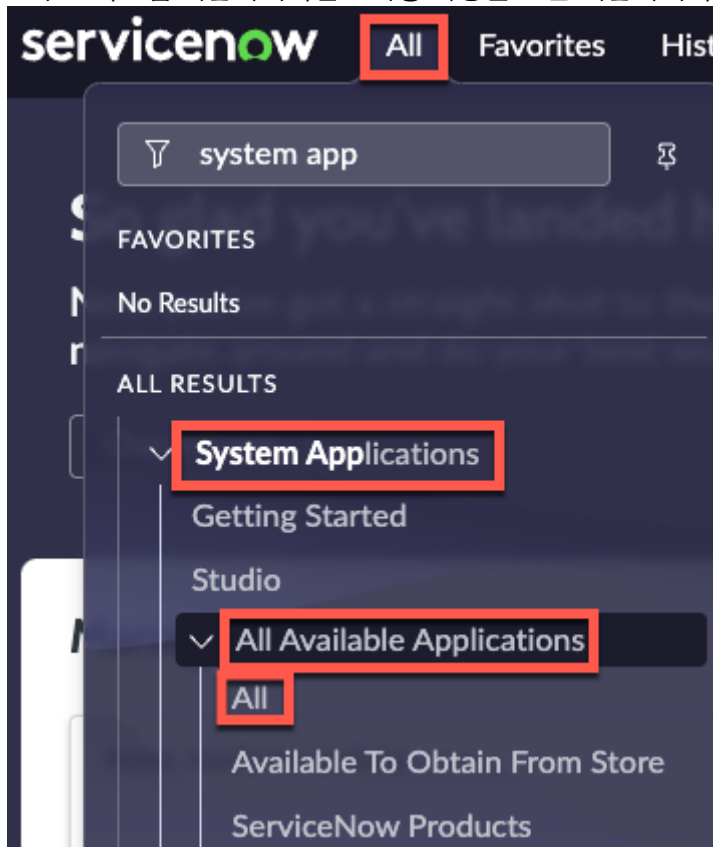 servicenow All Favorites Hist
system app
FAVORITES
No Results
ALL RESULTS
System Applications
Getting Started
Studio
All Available Applications
All
Available To Obtain From Store
ServiceNow Products